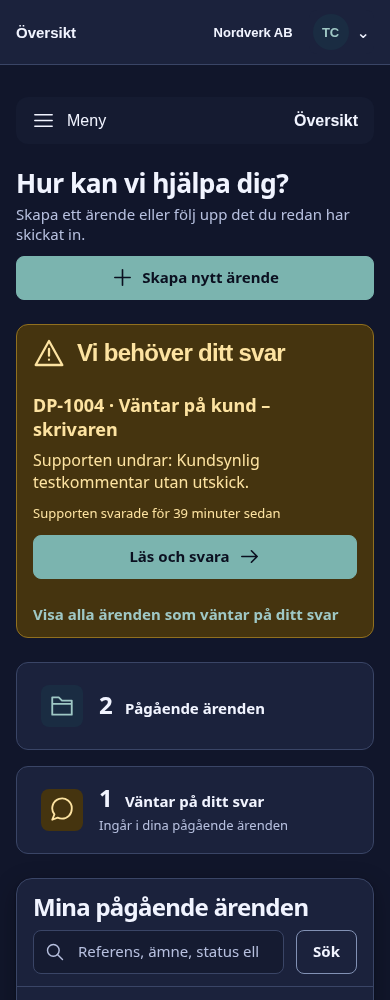 Översikt
Nordverk AB
TC
Meny
Översikt
Hur kan vi hjälpa dig?
Skapa ett ärende eller följ upp det du redan har
skickat in.
Skapa nytt ärende
Vi behöver ditt svar
DP-1004 · Väntar på kund –
skrivaren
Supporten undrar: Kundsynlig
testkommentar utan utskick.
Supporten svarade för 39 minuter sedan
Läs och svara
Visa alla ärenden som väntar på ditt svar
2 Pågående ärenden
1 Väntar på ditt svar
Ingår i dina pågående ärenden
Mina pågående ärenden
Referens, ämne, status ell
Sök